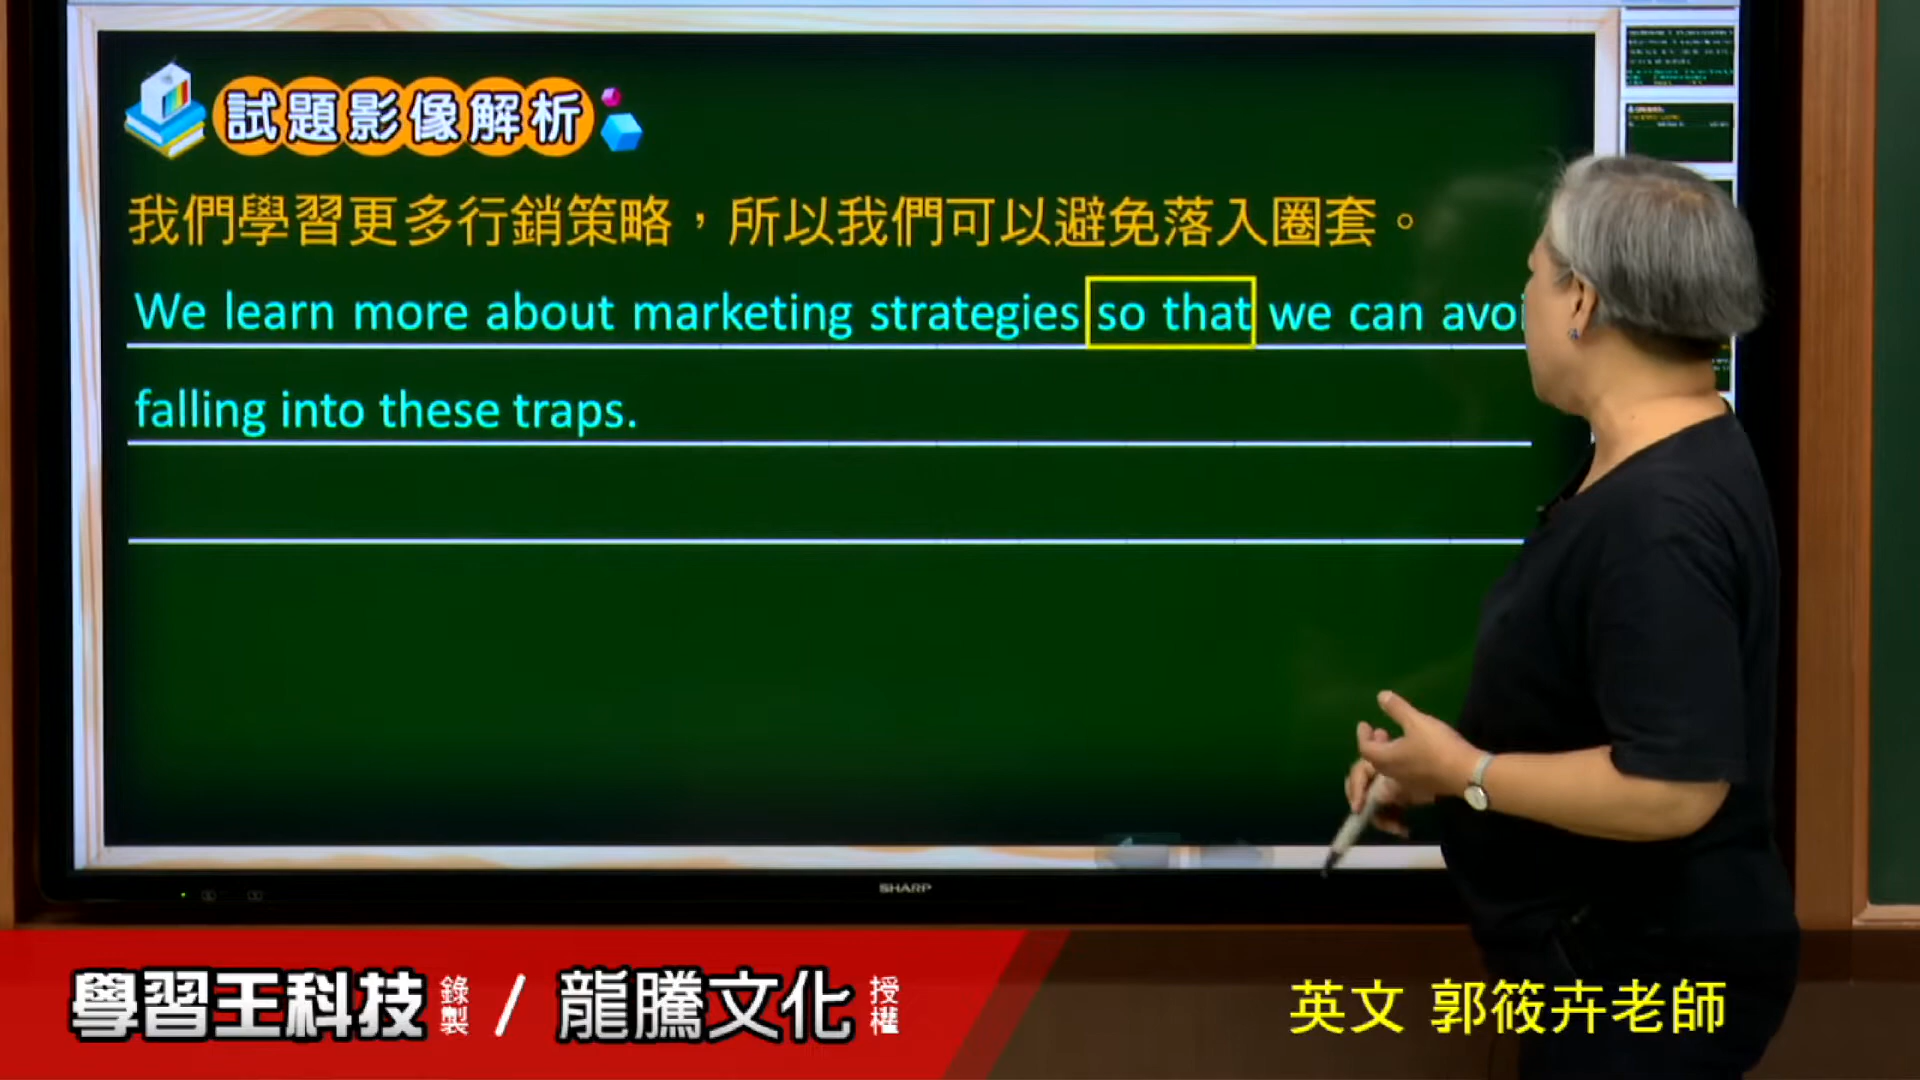 試題影像解析
我們學習更多行銷策略，所以我們可以避免落入圈套。
We learn more about marketing strategies so that we can avoi
falling into these traps.
SHARP
學習王科技 錄製 / 龍騰文化 授權
英文 郭筱卉老師